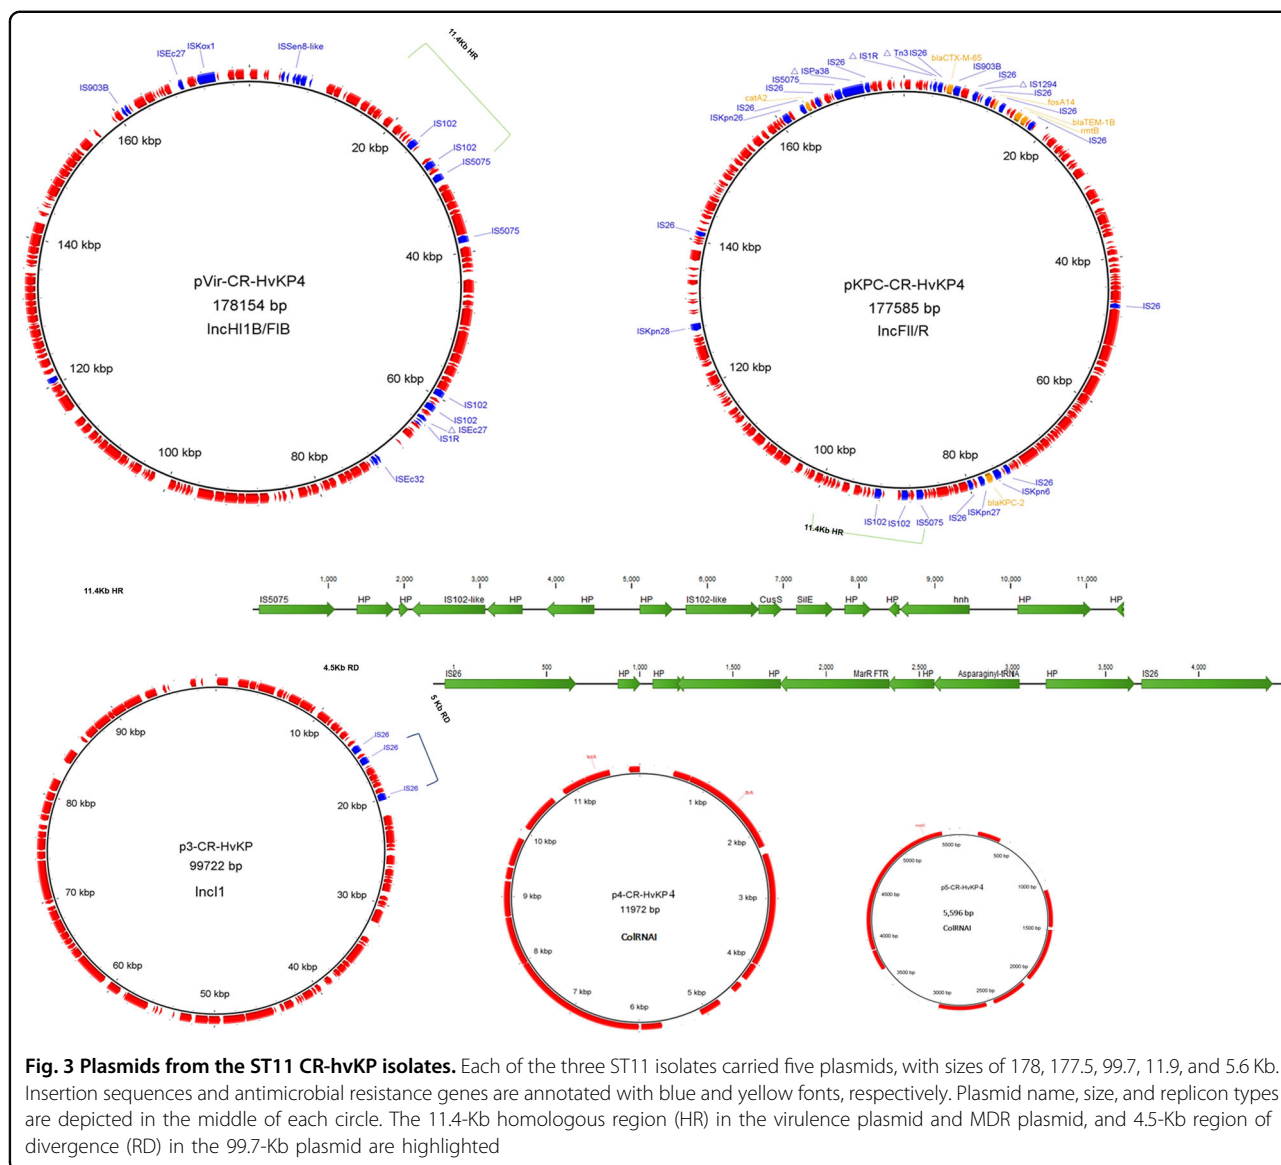 ISKox1
ISSen8-like
ISEc27
IS903B
11.4Kb HR
160 kbp
20 kbp
IS102
IS102
IS5075
IS5075
140 kbp
40 kbp
pVir-CR-HvKP4
178154 bp
IncHI1B/FIB
120 kbp
60 kbp
IS102
IS102
△ ISEc27
IS1R
100 kbp
80 kbp
ISEc32
△ IS1R
△ Tn3 IS26
blaCTX-M-65
IS26
IS903B
△ ISPa38
IS26
IS5075
△ IS1294
IS26
IS26
catA2
fosA14
IS26
IS26
ISKpn26
blaTEM-1B
rmtB
IS26
160 kbp
20 kbp
IS26
140 kbp
40 kbp
pKPC-CR-HvKP4
177585 bp
IncFII/R
IS26
ISKpn28
120 kbp
60 kbp
100 kbp
80 kbp
IS26
ISKpn6
blaKPC-2
ISKpn27
IS26
IS5075
IS102
IS102
11.4Kb HR
11.4Kb HR
1,000 2,000 3,000 4,000 5,000 6,000 7,000 8,000 9,000 10,000 11,000
IS5075 HP HP IS102-like HP HP HP IS102-like CusS SilE HP HP hnh HP HP
4.5Kb RD
1 500 1,000 1,500 2,000 2,500 3,000 3,500 4,000
IS26 HP HP HP MarR FTR HP Asparaginyl-tRNA HP IS26
5 Kb RD
90 kbp
10 kbp
IS26
IS26
IS26
80 kbp
20 kbp
p3-CR-HvKP
99722 bp
IncI1
70 kbp
30 kbp
60 kbp
40 kbp
50 kbp
11 kbp
1 kbp
10 kbp
2 kbp
p4-CR-HvKP4
11972 bp
ColRNAI
9 kbp
3 kbp
8 kbp
4 kbp
7 kbp
5 kbp
6 kbp
5500 bp
500 bp
5000 bp
1000 bp
p5-CR-HvKP4
4500 bp
5,596 bp
ColRNAI
1500 bp
4000 bp
2000 bp
3500 bp
2500 bp
3000 bp
Fig. 3 Plasmids from the ST11 CR-hvKP isolates. Each of the three ST11 isolates carried five plasmids, with sizes of 178, 177.5, 99.7, 11.9, and 5.6 Kb.
Insertion sequences and antimicrobial resistance genes are annotated with blue and yellow fonts, respectively. Plasmid name, size, and replicon types
are depicted in the middle of each circle. The 11.4-Kb homologous region (HR) in the virulence plasmid and MDR plasmid, and 4.5-Kb region of
divergence (RD) in the 99.7-Kb plasmid are highlighted